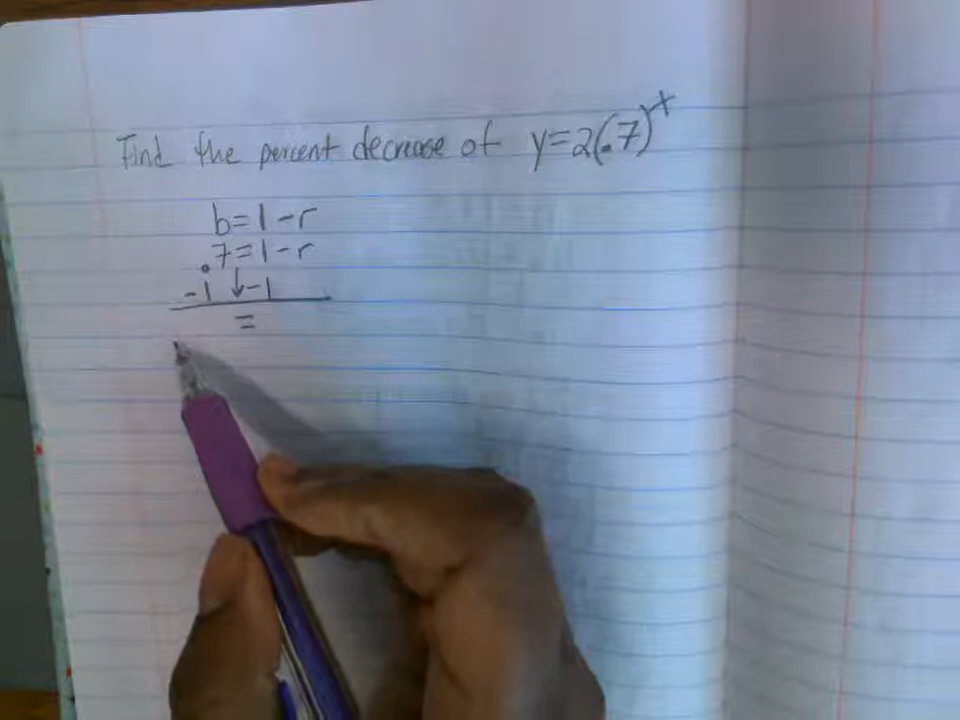 Find the percent decrease of y=2(.7)^x
b=1-r
.7=1-r
-1 ↓-1
=